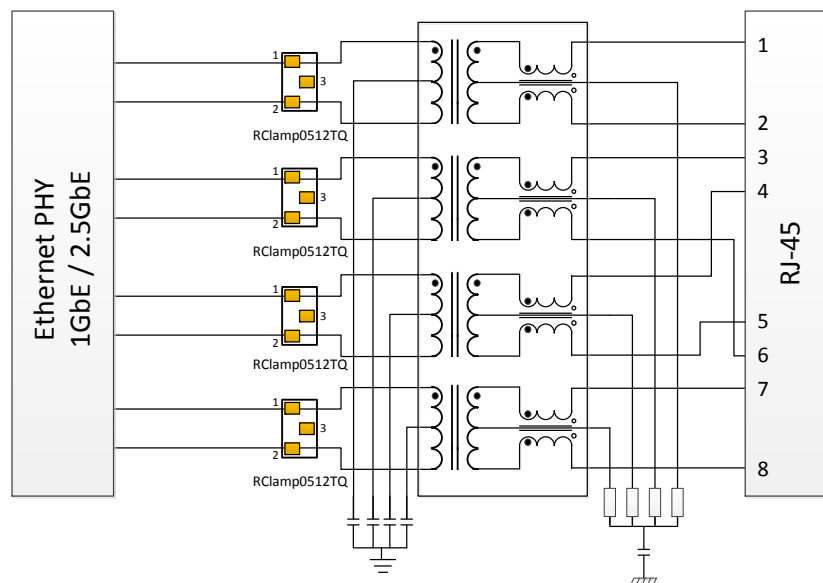 Ethernet PHY
1GbE / 2.5GbE
1
3
2
RClamp0512TQ
1
3
2
RClamp0512TQ
1
3
2
RClamp0512TQ
1
3
2
RClamp0512TQ
1
2
3
4
5
6
7
8
RJ-45